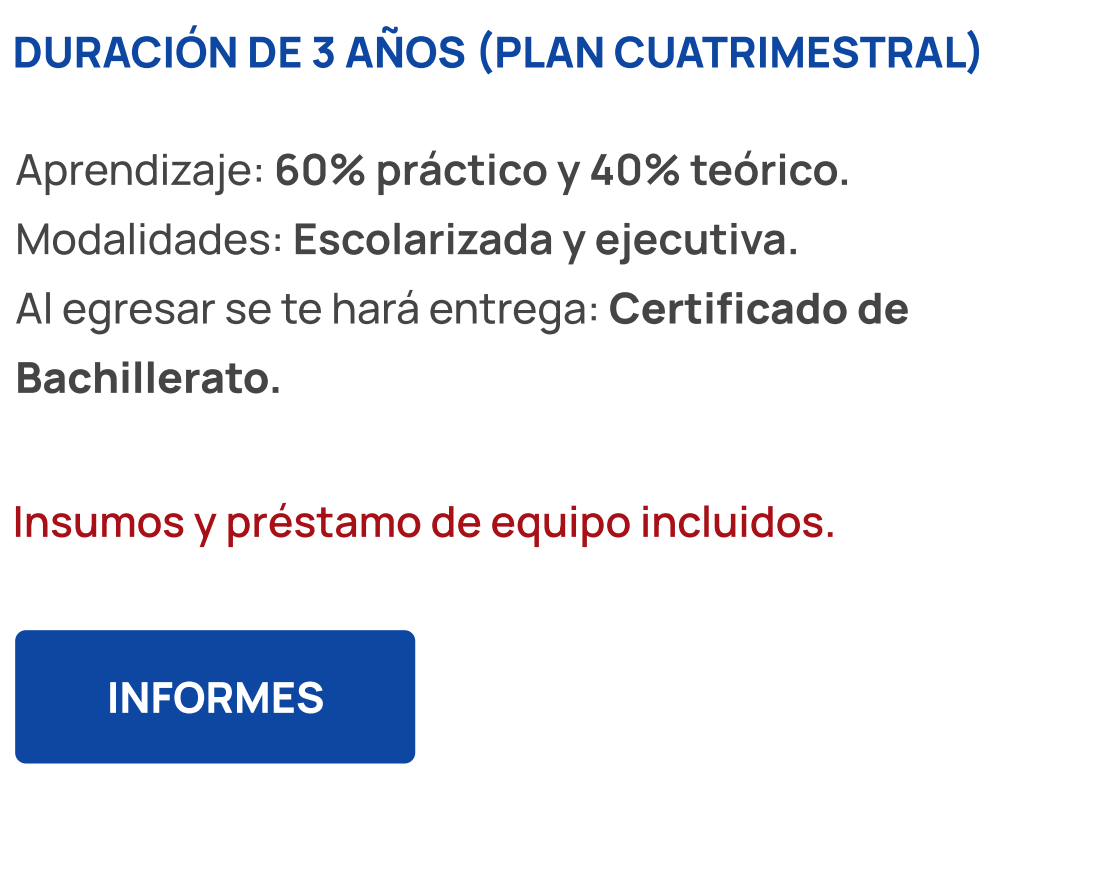 DURACIÓN DE 3 AÑOS (PLAN CUATRIMESTRAL)
Aprendizaje: 60% práctico y 40% teórico.
Modalidades: Escolarizada y ejecutiva.
Al egresar se te hará entrega: Certificado de
Bachillerato.
Insumos y préstamo de equipo incluidos.
INFORMES